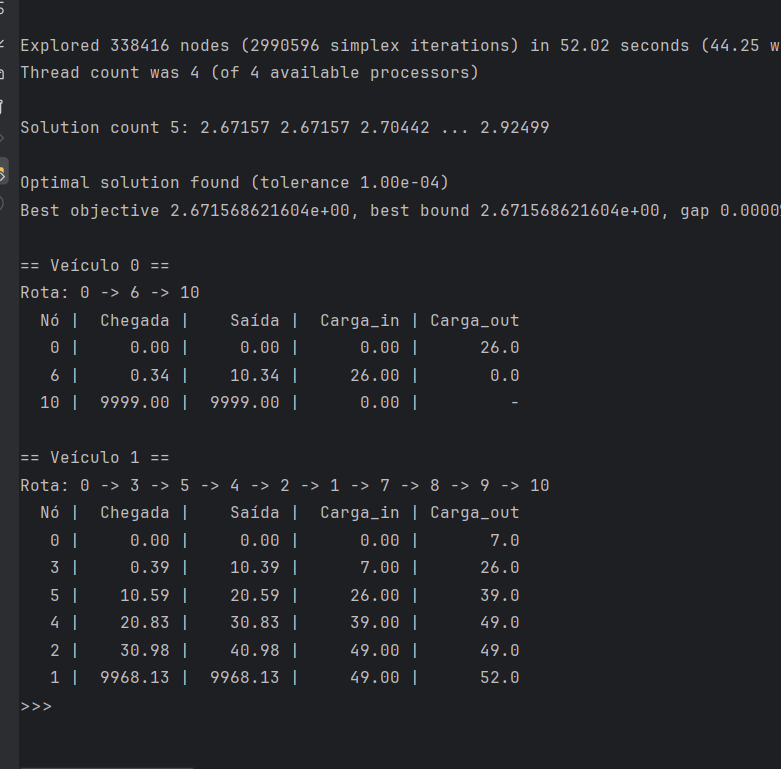 Explored 338416 nodes (2990596 simplex iterations) in 52.02 seconds (44.25 w
Thread count was 4 (of 4 available processors)
Solution count 5: 2.67157 2.67157 2.70442 ... 2.92499
Optimal solution found (tolerance 1.00e-04)
Best objective 2.671568621604e+00, best bound 2.671568621604e+00, gap 0.0000
== Veículo 0 ==
Rota: 0 -> 6 -> 10
Nó | Chegada | Saída | Carga_in | Carga_out
0 | 0.00 | 0.00 | 0.00 | 26.0
6 | 0.34 | 10.34 | 26.00 | 0.0
10 | 9999.00 | 9999.00 | 0.00 | -
== Veículo 1 ==
Rota: 0 -> 3 -> 5 -> 4 -> 2 -> 1 -> 7 -> 8 -> 9 -> 10
Nó | Chegada | Saída | Carga_in | Carga_out
0 | 0.00 | 0.00 | 0.00 | 7.0
3 | 0.39 | 10.39 | 7.00 | 26.0
5 | 10.59 | 20.59 | 26.00 | 39.0
4 | 20.83 | 30.83 | 39.00 | 49.0
2 | 30.98 | 40.98 | 49.00 | 49.0
1 | 9968.13 | 9968.13 | 49.00 | 52.0
>>>